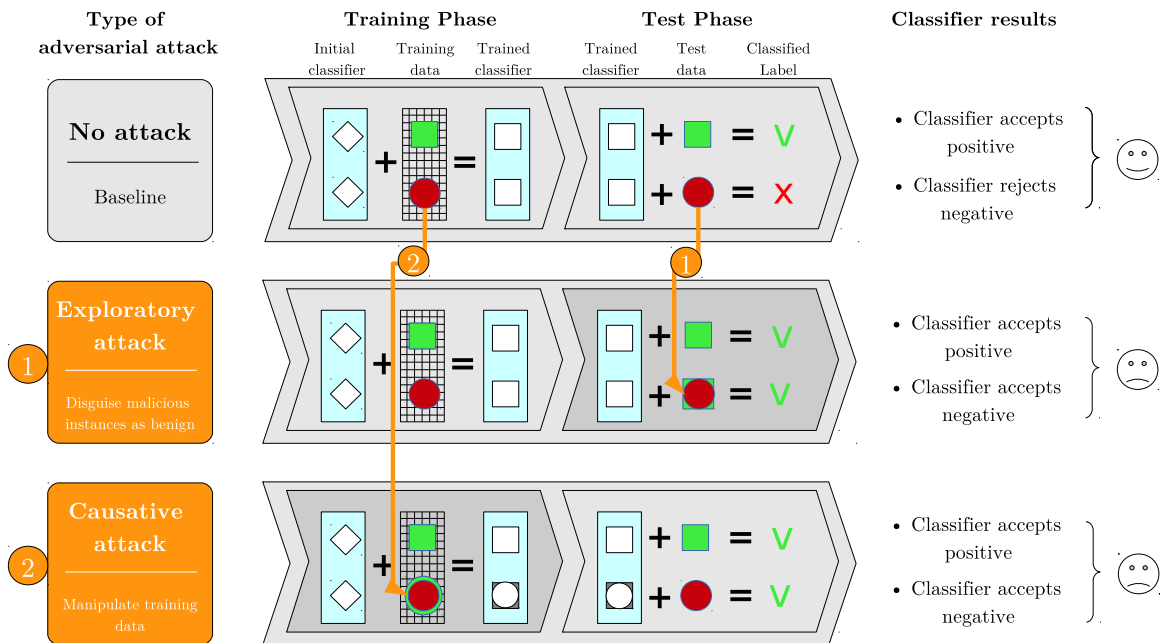 Type of
adversarial attack
Training Phase
Test Phase
Classifier results
Initial
classifier
Training
data
Trained
classifier
Trained
classifier
Test
data
Classified
Label
No attack
Baseline
+
=
+
=
V
+
=
X
• Classifier accepts
positive
• Classifier rejects
negative
2
1
Exploratory
attack
1
Disguise malicious
instances as benign
+
=
+
=
V
+
=
V
• Classifier accepts
positive
• Classifier accepts
negative
Causative
attack
2
Manipulate training
data
+
=
+
=
V
+
=
V
• Classifier accepts
positive
• Classifier accepts
negative